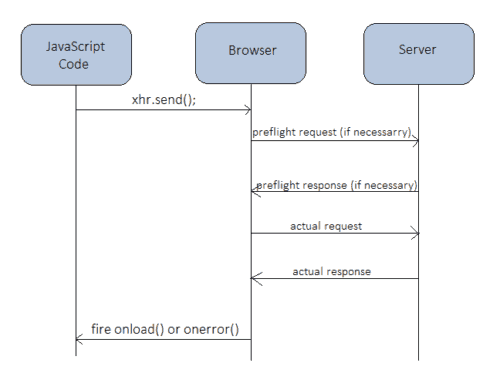 JavaScript
Code
Browser
Server
xhr.send();
preflight request (if necessarry)
preflight response (if necessary)
actual request
actual response
fire onload() or onerror()